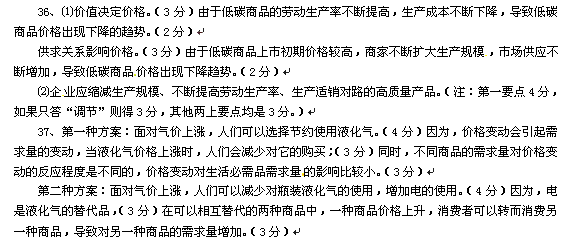 36、⑴价值决定价格。（3 分）由于低碳商品的劳动生产率不断提高，生产成本不断下降，导致低碳
商品价格出现下降的趋势。（2 分）↵
供求关系影响价格。（3 分）由于低碳商品上市初期价格较高，商家不断扩大生产规模，市场供应不
断增加，导致低碳商品价格出现下降趋势。（2 分）↵
⑵企业应缩减生产规模、不断提高劳动生产率、生产适销对路的高质量产品。（注：第一要点 4 分，
如果只答“调节”则得 3 分，其他两上要点均是 3 分。）↵
37、第一种方案：面对气价上涨，人们可以选择节约使用液化气。（4 分）因为，价格变动会引起需
求量的变动，当液化气价格上涨时，人们会减少对它的购买；（3 分）同时，不同商品的需求量对价格变
动的反应程度是不同的，价格变动对生活必需品需求量的影响比较小。（3 分）↵
第二种方案：面对气价上涨，人们可以减少对瓶装液化气的使用，增加电的使用。（4 分）因为，电
是液化气的替代品，（3 分）在可以相互替代的两种商品中，一种商品价格上升，消费者可以转而消费另
一种商品，导致对另一种商品的需求量增加。（3 分）↵